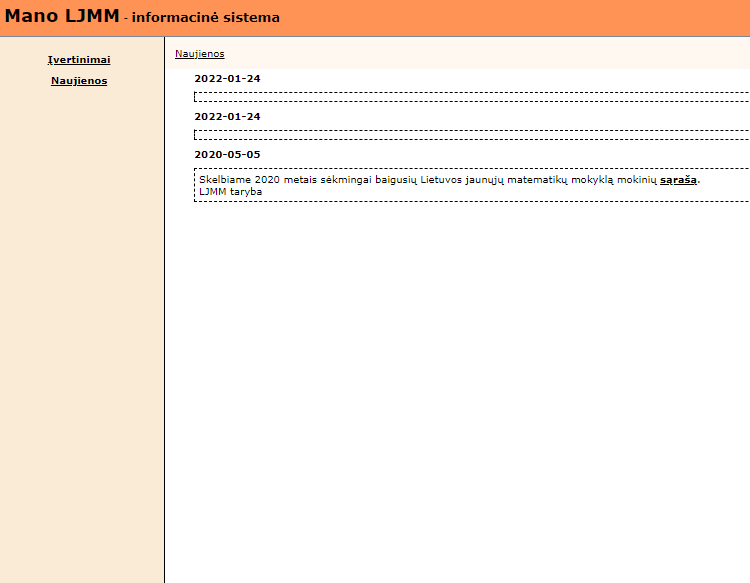 Mano LJMM - informacinė sistema
Įvertinimai
Naujienos
Naujienos
2022-01-24
2022-01-24
2020-05-05
Skelbiame 2020 metais sėkmingai baigusių Lietuvos jaunųjų matematikų mokyklą mokinių sąrašą.
LJMM taryba